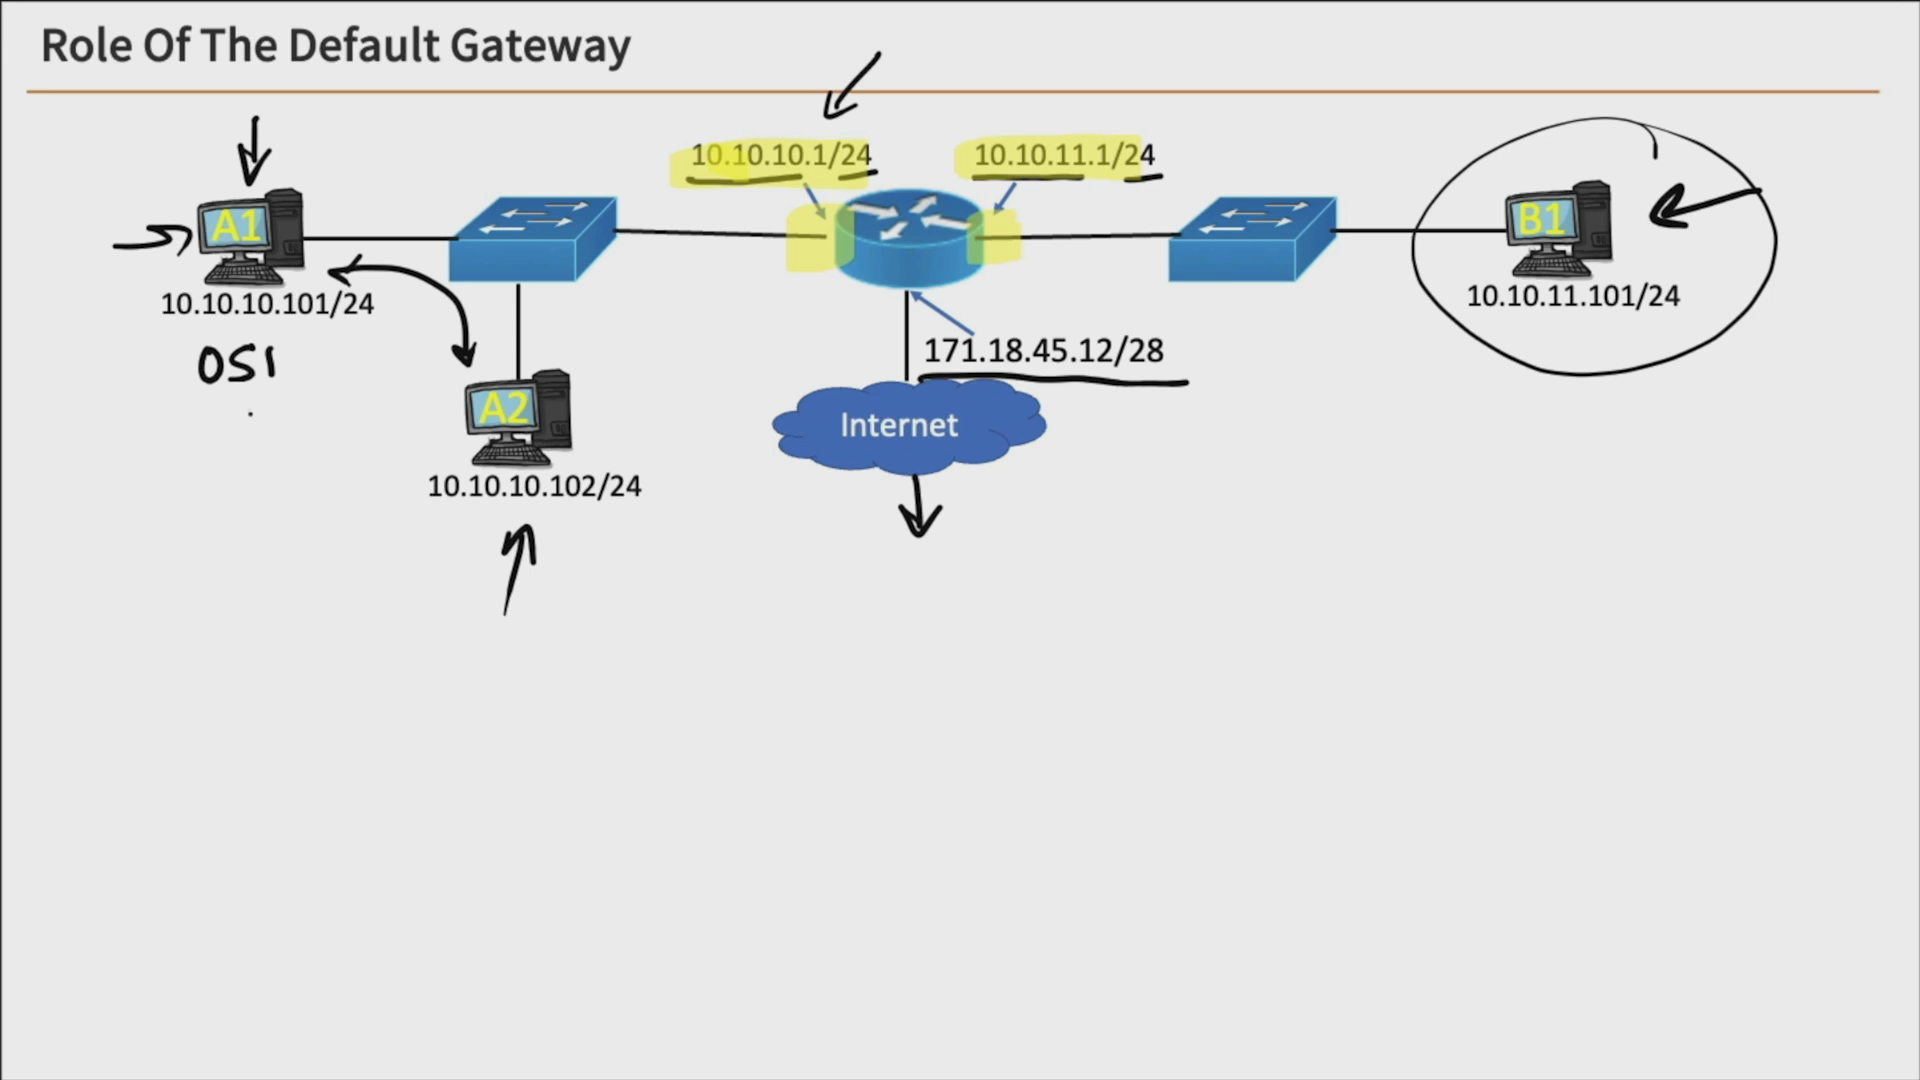 Role Of The Default Gateway
10.10.10.1/24
10.10.11.1/24
A1
B1
10.10.10.101/24
10.10.11.101/24
OSI
171.18.45.12/28
A2
Internet
10.10.10.102/24